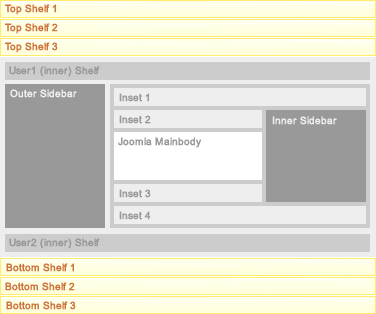 Top Shelf 1
Top Shelf 2
Top Shelf 3
User1 (inner) Shelf
Outer Sidebar
Inset 1
Inset 2
Inner Sidebar
Joomla Mainbody
Inset 3
Inset 4
User2 (inner) Shelf
Bottom Shelf 1
Bottom Shelf 2
Bottom Shelf 3